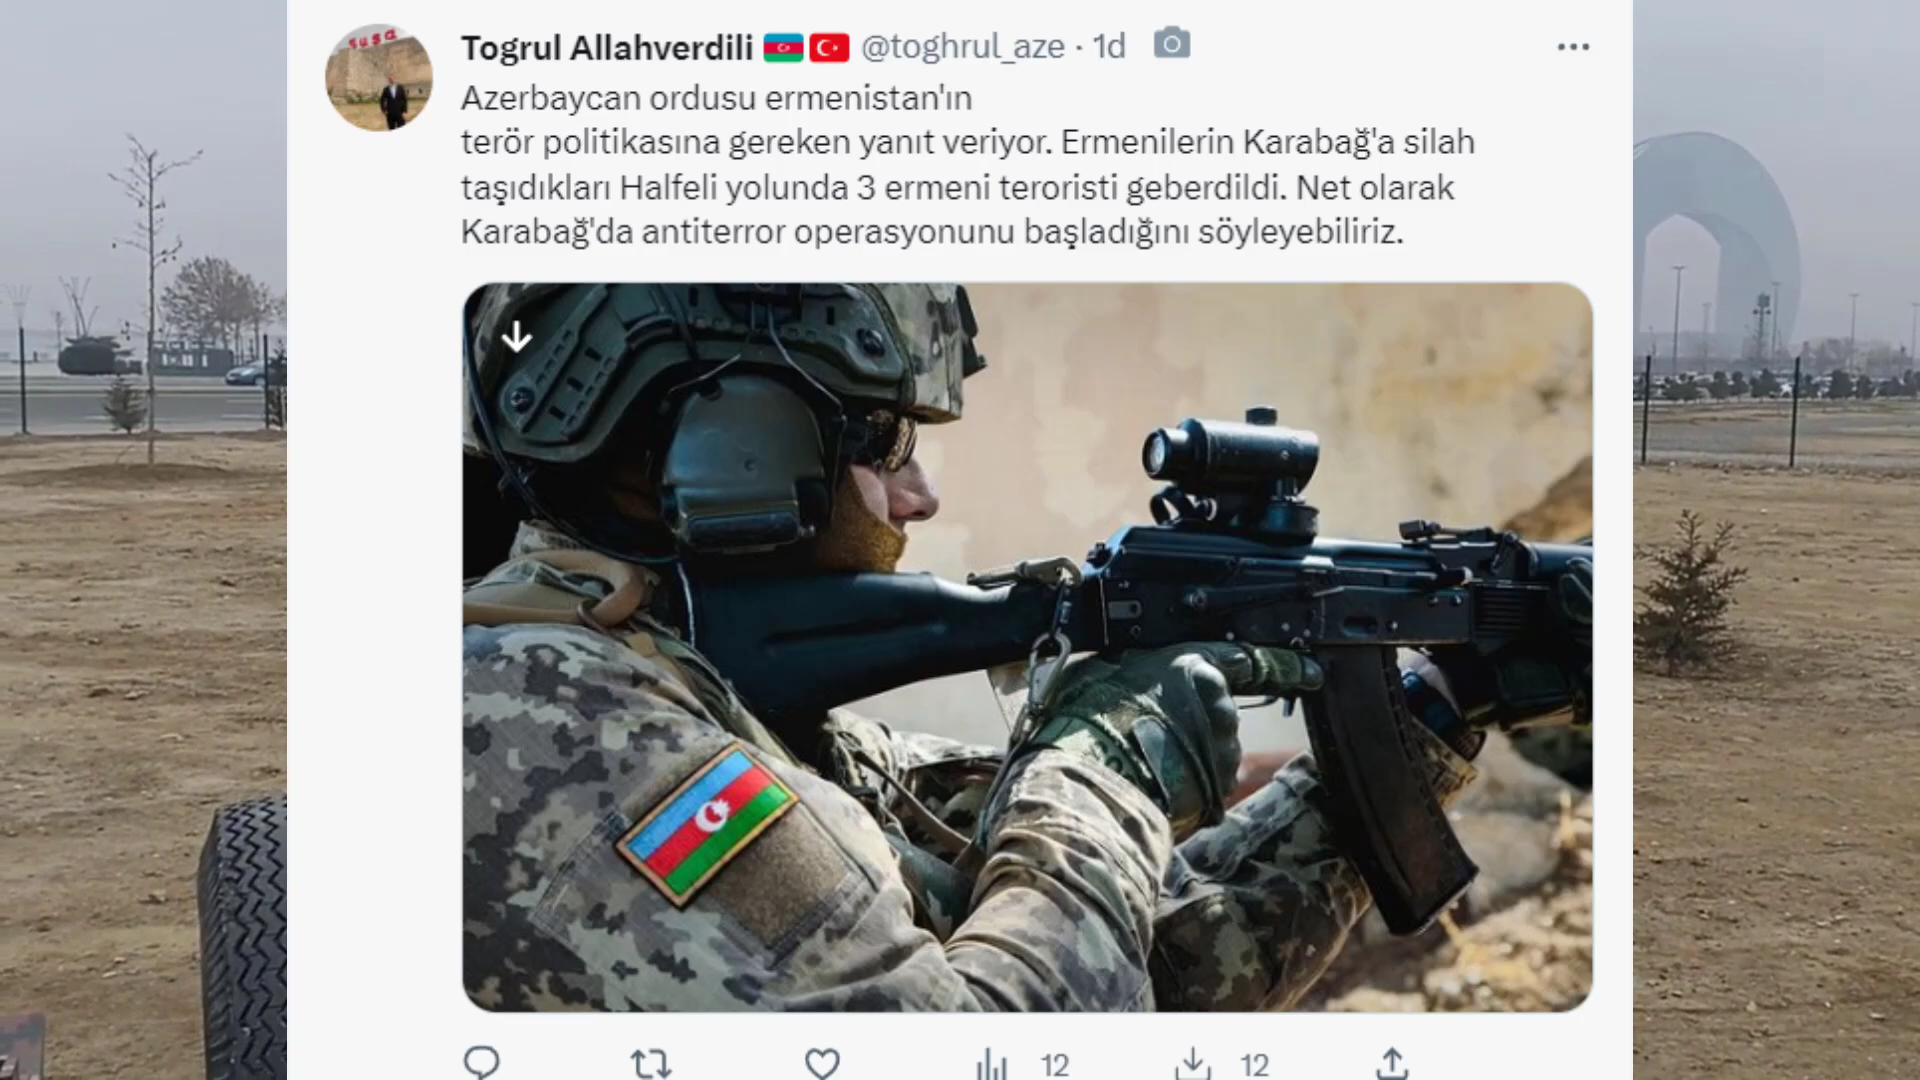 şuşa
Togrul Allahverdili @toghrul_aze · 1d
Azerbaycan ordusu ermenistan'ın
terör politikasına gereken yanıt veriyor. Ermenilerin Karabağ'a silah
taşıdıkları Halfeli yolunda 3 ermeni teroristi geberdildi. Net olarak
Karabağ'da antiterror operasyonunu başladığını söyleyebiliriz.
12 12